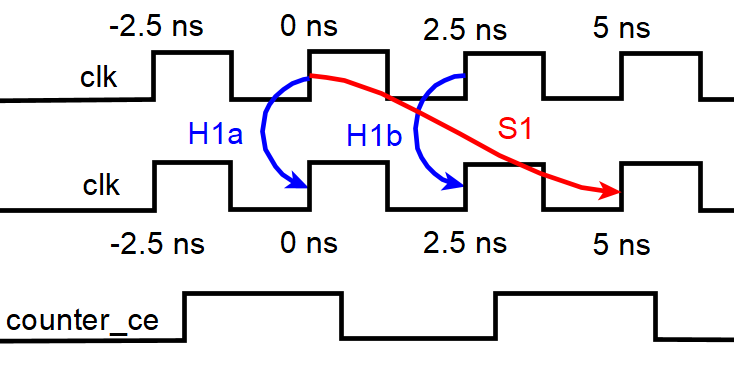 -2.5 ns 0 ns 2.5 ns 5 ns
clk
H1a H1b S1
clk
-2.5 ns 0 ns 2.5 ns 5 ns
counter_ce